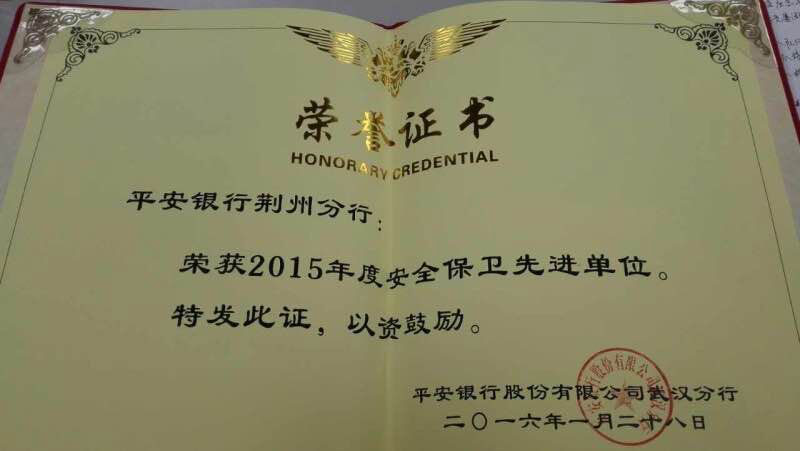 荣誉证书
HONORARY CREDENTIAL
平安银行荆州分行：
荣获2015年度安全保卫先进单位。
特发此证，以资鼓励。
平安银行股份有限公司武汉分行
二〇一六年一月二十八日